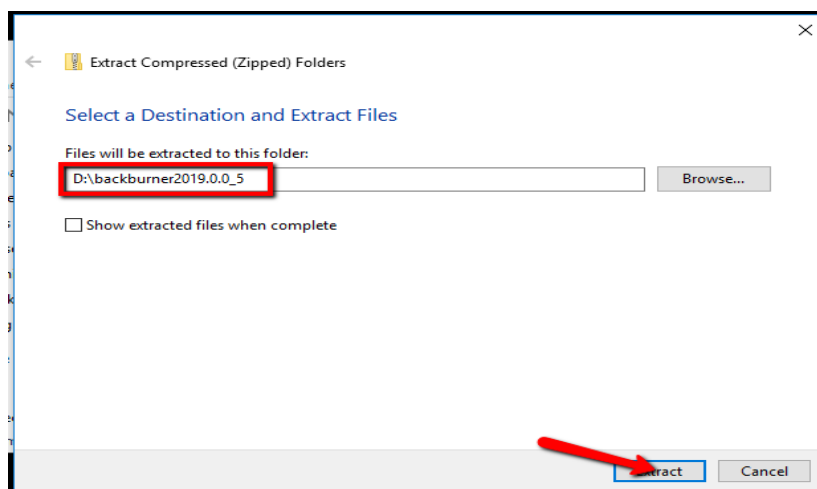 Extract Compressed (Zipped) Folders
Select a Destination and Extract Files
Files will be extracted to this folder:
D:\backburner2019.0.0_5
Browse...
Show extracted files when complete
Extract Cancel